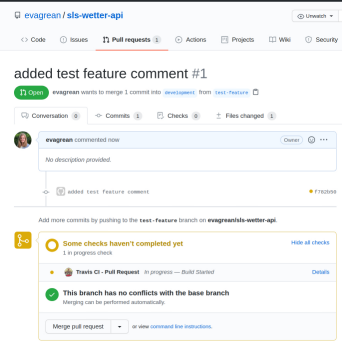 evagrean / sls-wetter-api
Unwatch
Code Issues Pull requests 1 Actions Projects Wiki Security
added test feature comment #1
Open evagrean wants to merge 1 commit into development from test-feature
Conversation 0 Commits 1 Checks 0 Files changed 1
evagrean commented now Owner
No description provided.
added test feature comment
Add more commits by pushing to the test-feature branch on evagrean/sls-wetter-api.
Some checks haven't completed yet Hide all checks
1 in progress check
Travis CI - Pull Request In progress — Build Started Details
This branch has no conflicts with the base branch
Merging can be performed automatically.
Merge pull request or view command line instructions.